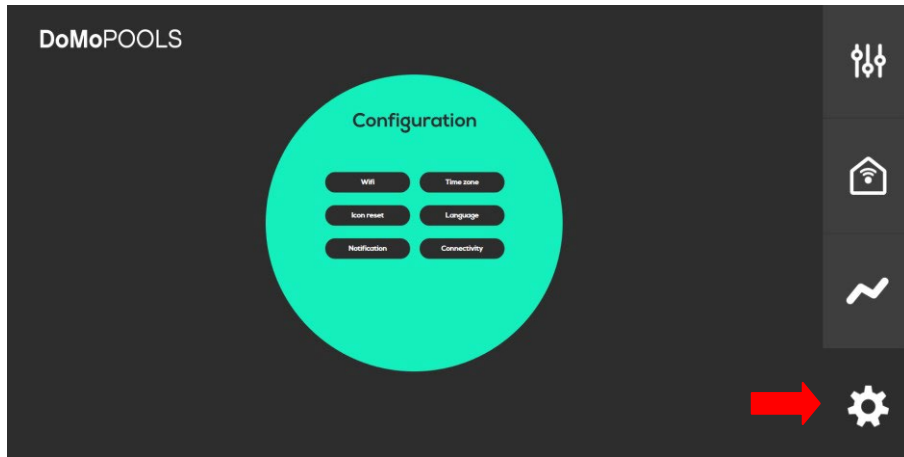 DoMoPOOLS
Configuration
Wifi Time zone
Icon reset Language
Notification Connectivity